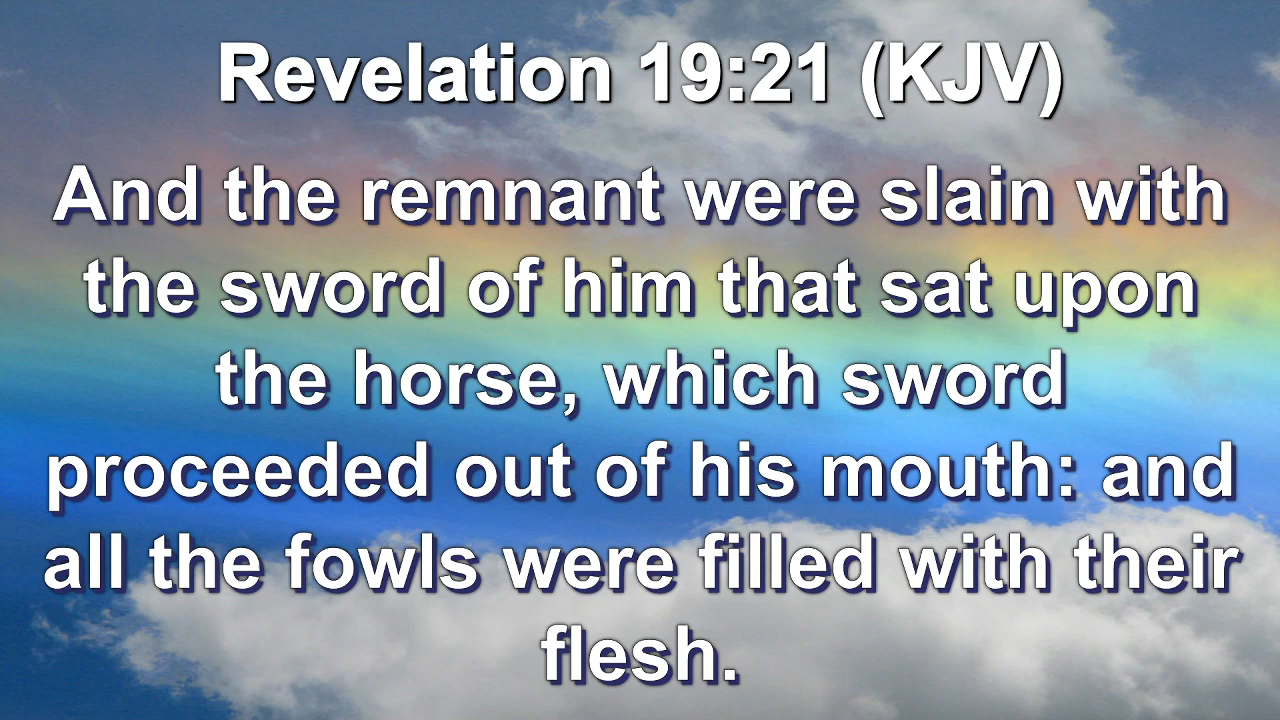 Revelation 19:21 (KJV)
And the remnant were slain with
the sword of him that sat upon
the horse, which sword
proceeded out of his mouth: and
all the fowls were filled with their
flesh.